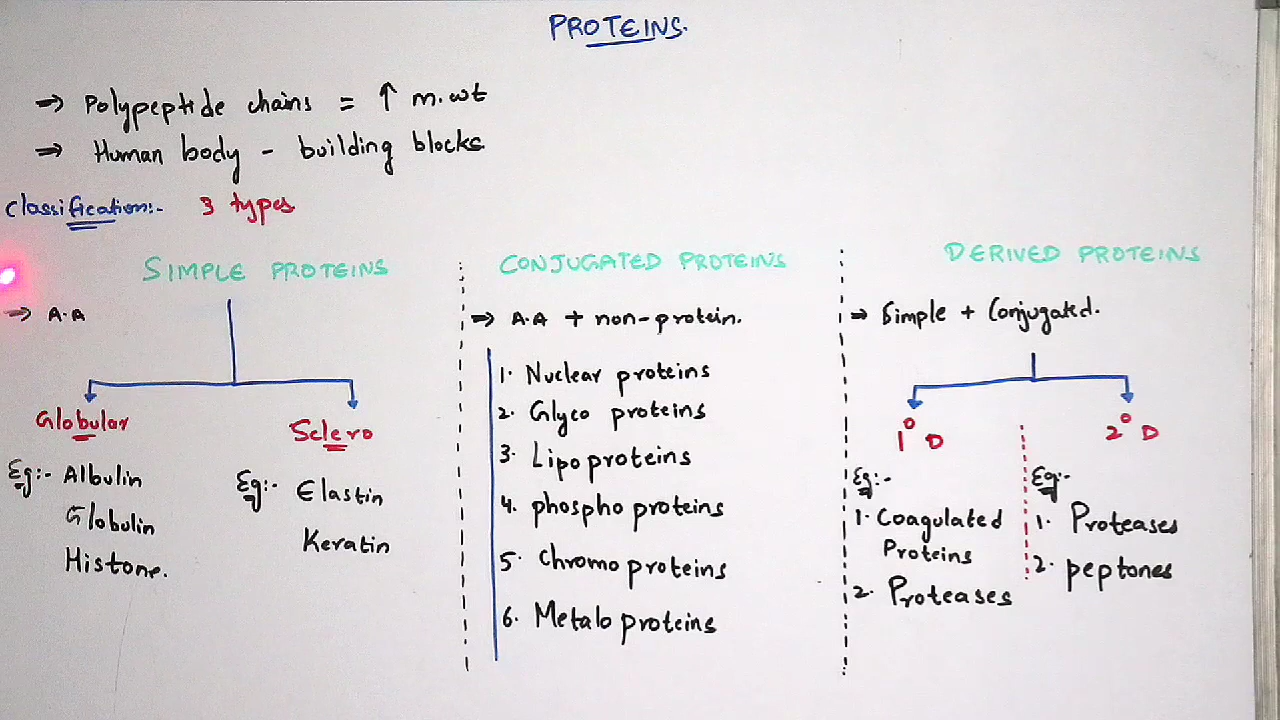 PROTEINS.
⇒ Polypeptide chains = ↑ m.wt
⇒ Human body - building blocks.
Classification:- 3 types
SIMPLE PROTEINS
⇒ A.A
Globular
Eg:- Albulin
Globulin
Histone.
Sclero
Eg:- Elastin
Keratin
CONJUGATED PROTEINS
⇒ A.A + non-protein.
1. Nuclear proteins
2. Glyco proteins
3. Lipoproteins
4. phospho proteins
5. Chromo proteins
6. Metalo proteins
DERIVED PROTEINS
⇒ Simple + Conjugated.
1° D
Eg:-
1. Coagulated
Proteins
2. Proteases
2° D
Eg:-
1. Proteases
2. peptones